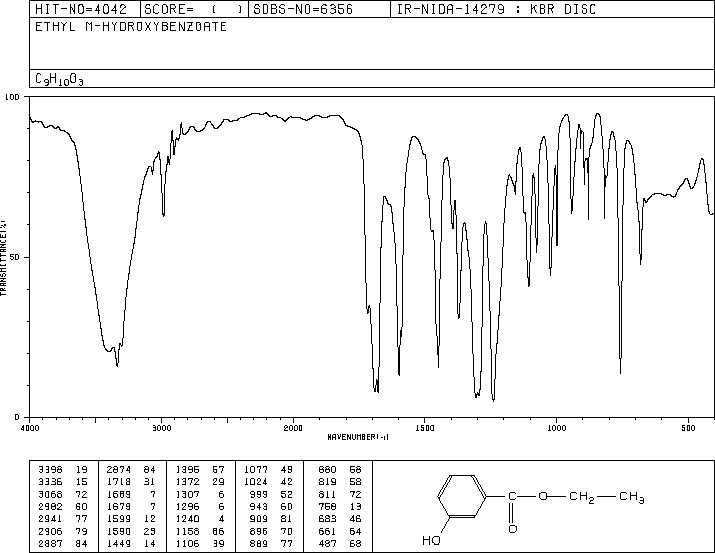 HIT-NO=4042 SCORE= ( ) SDBS-NO=6356 IR-NIDA-14279 : KBR DISC
ETHYL M-HYDROXYBENZOATE
C9H10O3
100
50
0
TRANSMITTANCE(%)
4000 3000 2000 1500 1000 500
WAVENUMBER(-1)
3398 19 2874 84 1395 57 1077 49 880 58
3336 15 1718 31 1372 29 1024 42 819 58
3068 72 1689 7 1307 6 999 52 811 72
2982 60 1679 7 1296 6 943 60 758 13
2941 77 1599 12 1240 4 909 81 683 46
2906 79 1590 23 1158 66 896 70 661 64
2887 84 1449 14 1106 39 889 77 487 68
C O CH2 CH3
O
HO